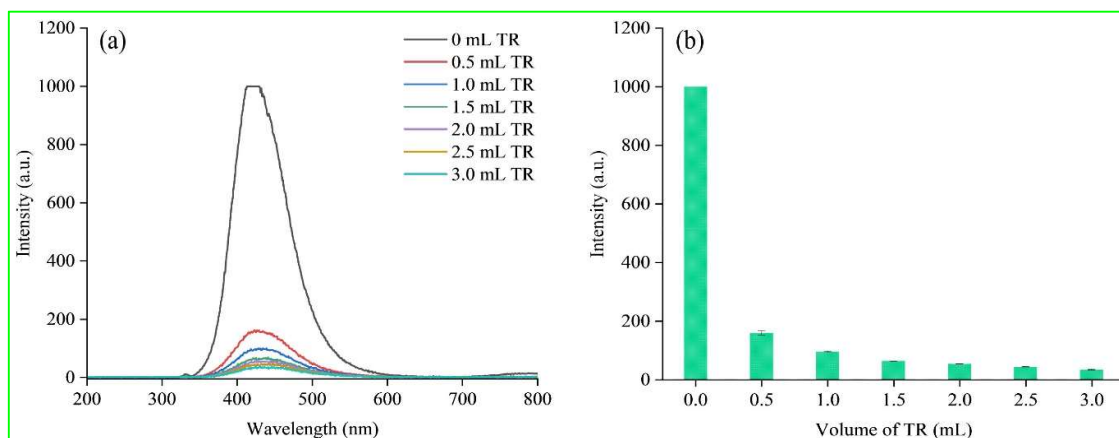 (a)
1200
1000
800
600
400
200
0
Intensity (a.u.)
0 mL TR
0.5 mL TR
1.0 mL TR
1.5 mL TR
2.0 mL TR
2.5 mL TR
3.0 mL TR
200 300 400 500 600 700 800
Wavelength (nm)
(b)
1200
1000
800
600
400
200
0
Intensity (a.u.)
0.0 0.5 1.0 1.5 2.0 2.5 3.0
Volume of TR (mL)